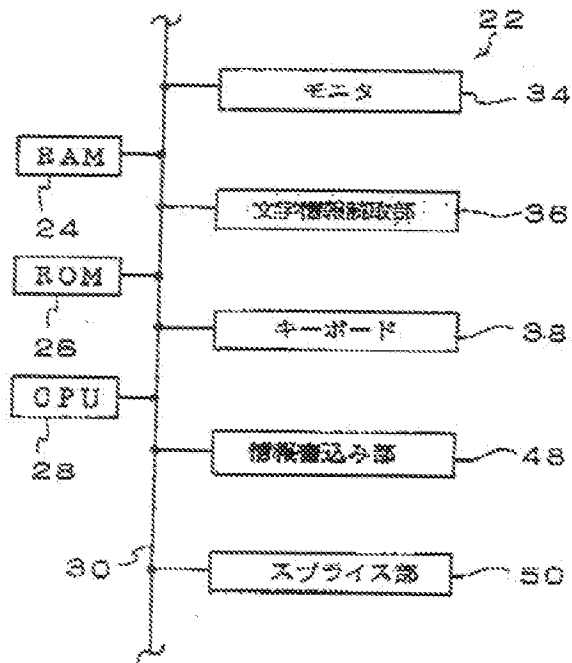 22
モニタ
34
RAM
24
文字情報読取部
36
ROM
26
キーボード
38
CPU
28
情報書込み部
48
30
スプライス部
50